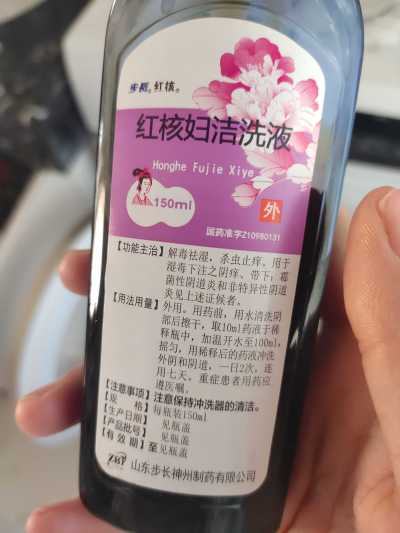 步长® 红核®
红核妇洁洗液
Honghe Fujie Xiye
150ml
外
国药准字Z10980131
【功能主治】解毒祛湿，杀虫止痒、用于
湿毒下注之阴痒、带下；霉
菌性阴道炎和非特异性阴道
炎见上述证候者。
【用法用量】外用。用药前，用水清洗阴
部后擦干，取10ml药液于稀
释瓶中，加温开水至100ml，
摇匀，用稀释后的药液冲洗
外阴和阴道，一日2次，连
用七天。重症患者用药应
遵医嘱。
【注意事项】注意保持冲洗器的清洁。
【规 格】每瓶装150ml
【生产日期】 见瓶盖
【产品批号】 见瓶盖
【有 效 期】至见瓶盖
ZBT 山东步长神州制药有限公司